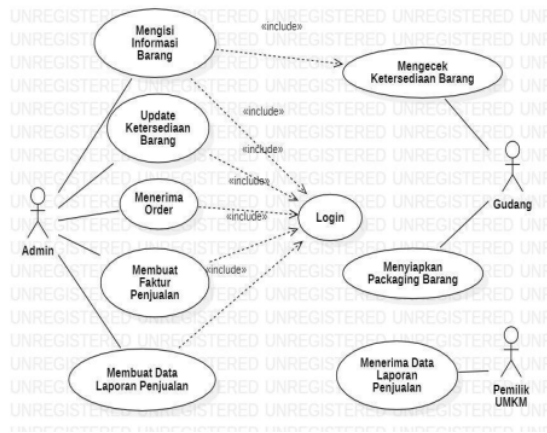 Mengisi
Informasi
Barang
«include»
Mengecek
Ketersediaan Barang
Update
Ketersediaan
Barang
«include»
«include»
Menerima
Order
«include»
«include»
Login
Gudang
Admin
Membuat
Faktur
Penjualan
«include»
Menyiapkan
Packaging Barang
Membuat Data
Laporan Penjualan
Menerima Data
Laporan
Penjualan
Pemilik
UMKM
UNREGISTERED